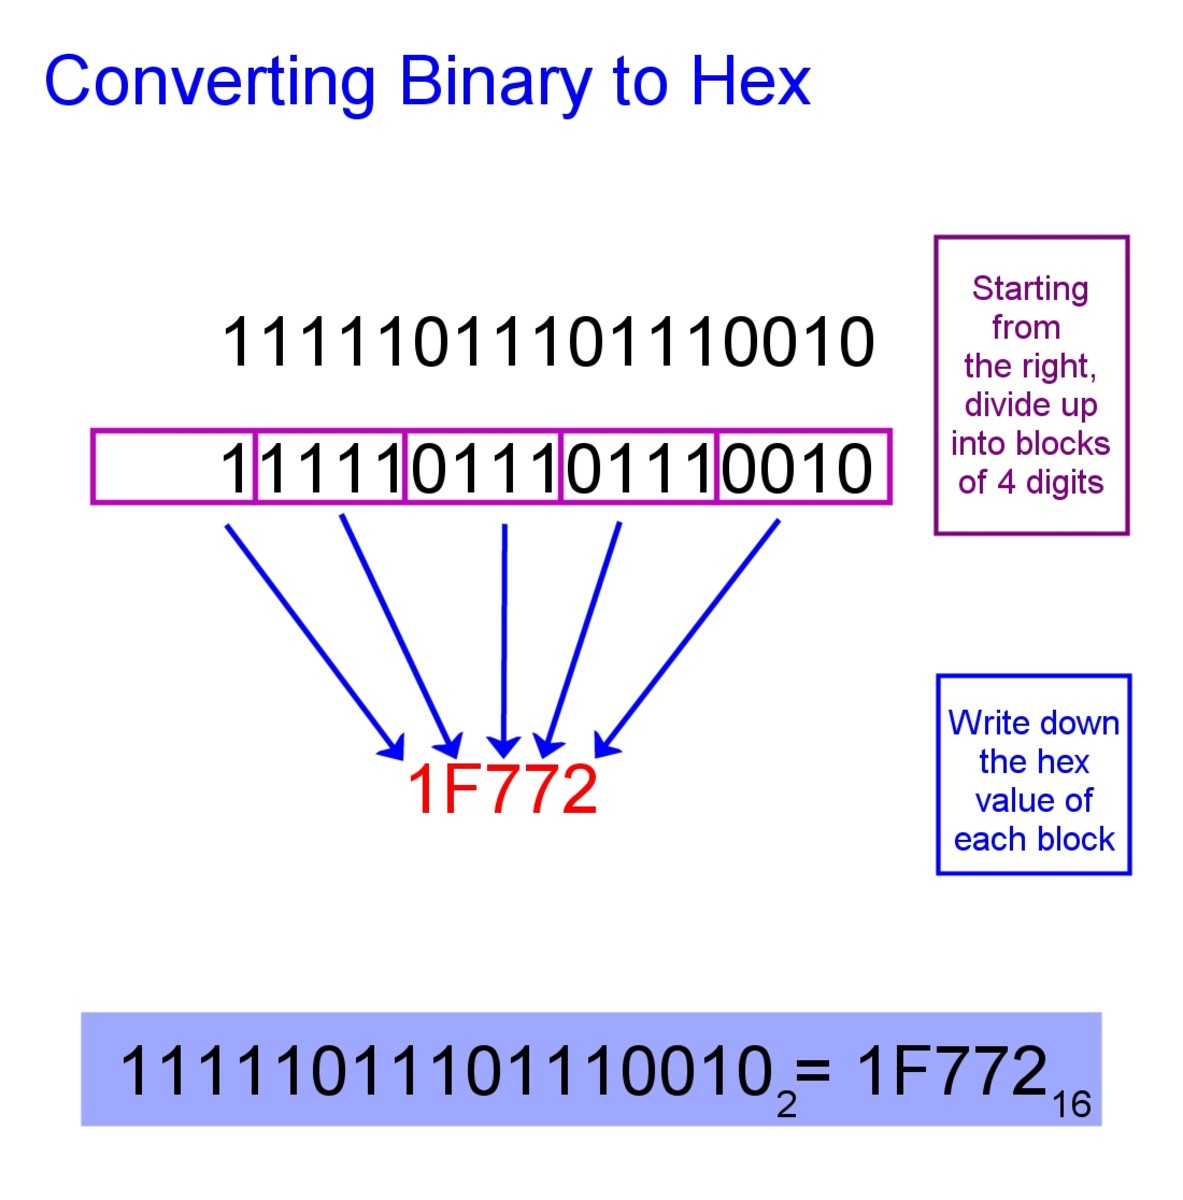 Converting Binary to Hex
11111011101110010
1 1111 0111 0111 0010
1F772
Starting
from
the right,
divide up
into blocks
of 4 digits
Write down
the hex
value of
each block
11111011101110010₂= 1F772₁₆